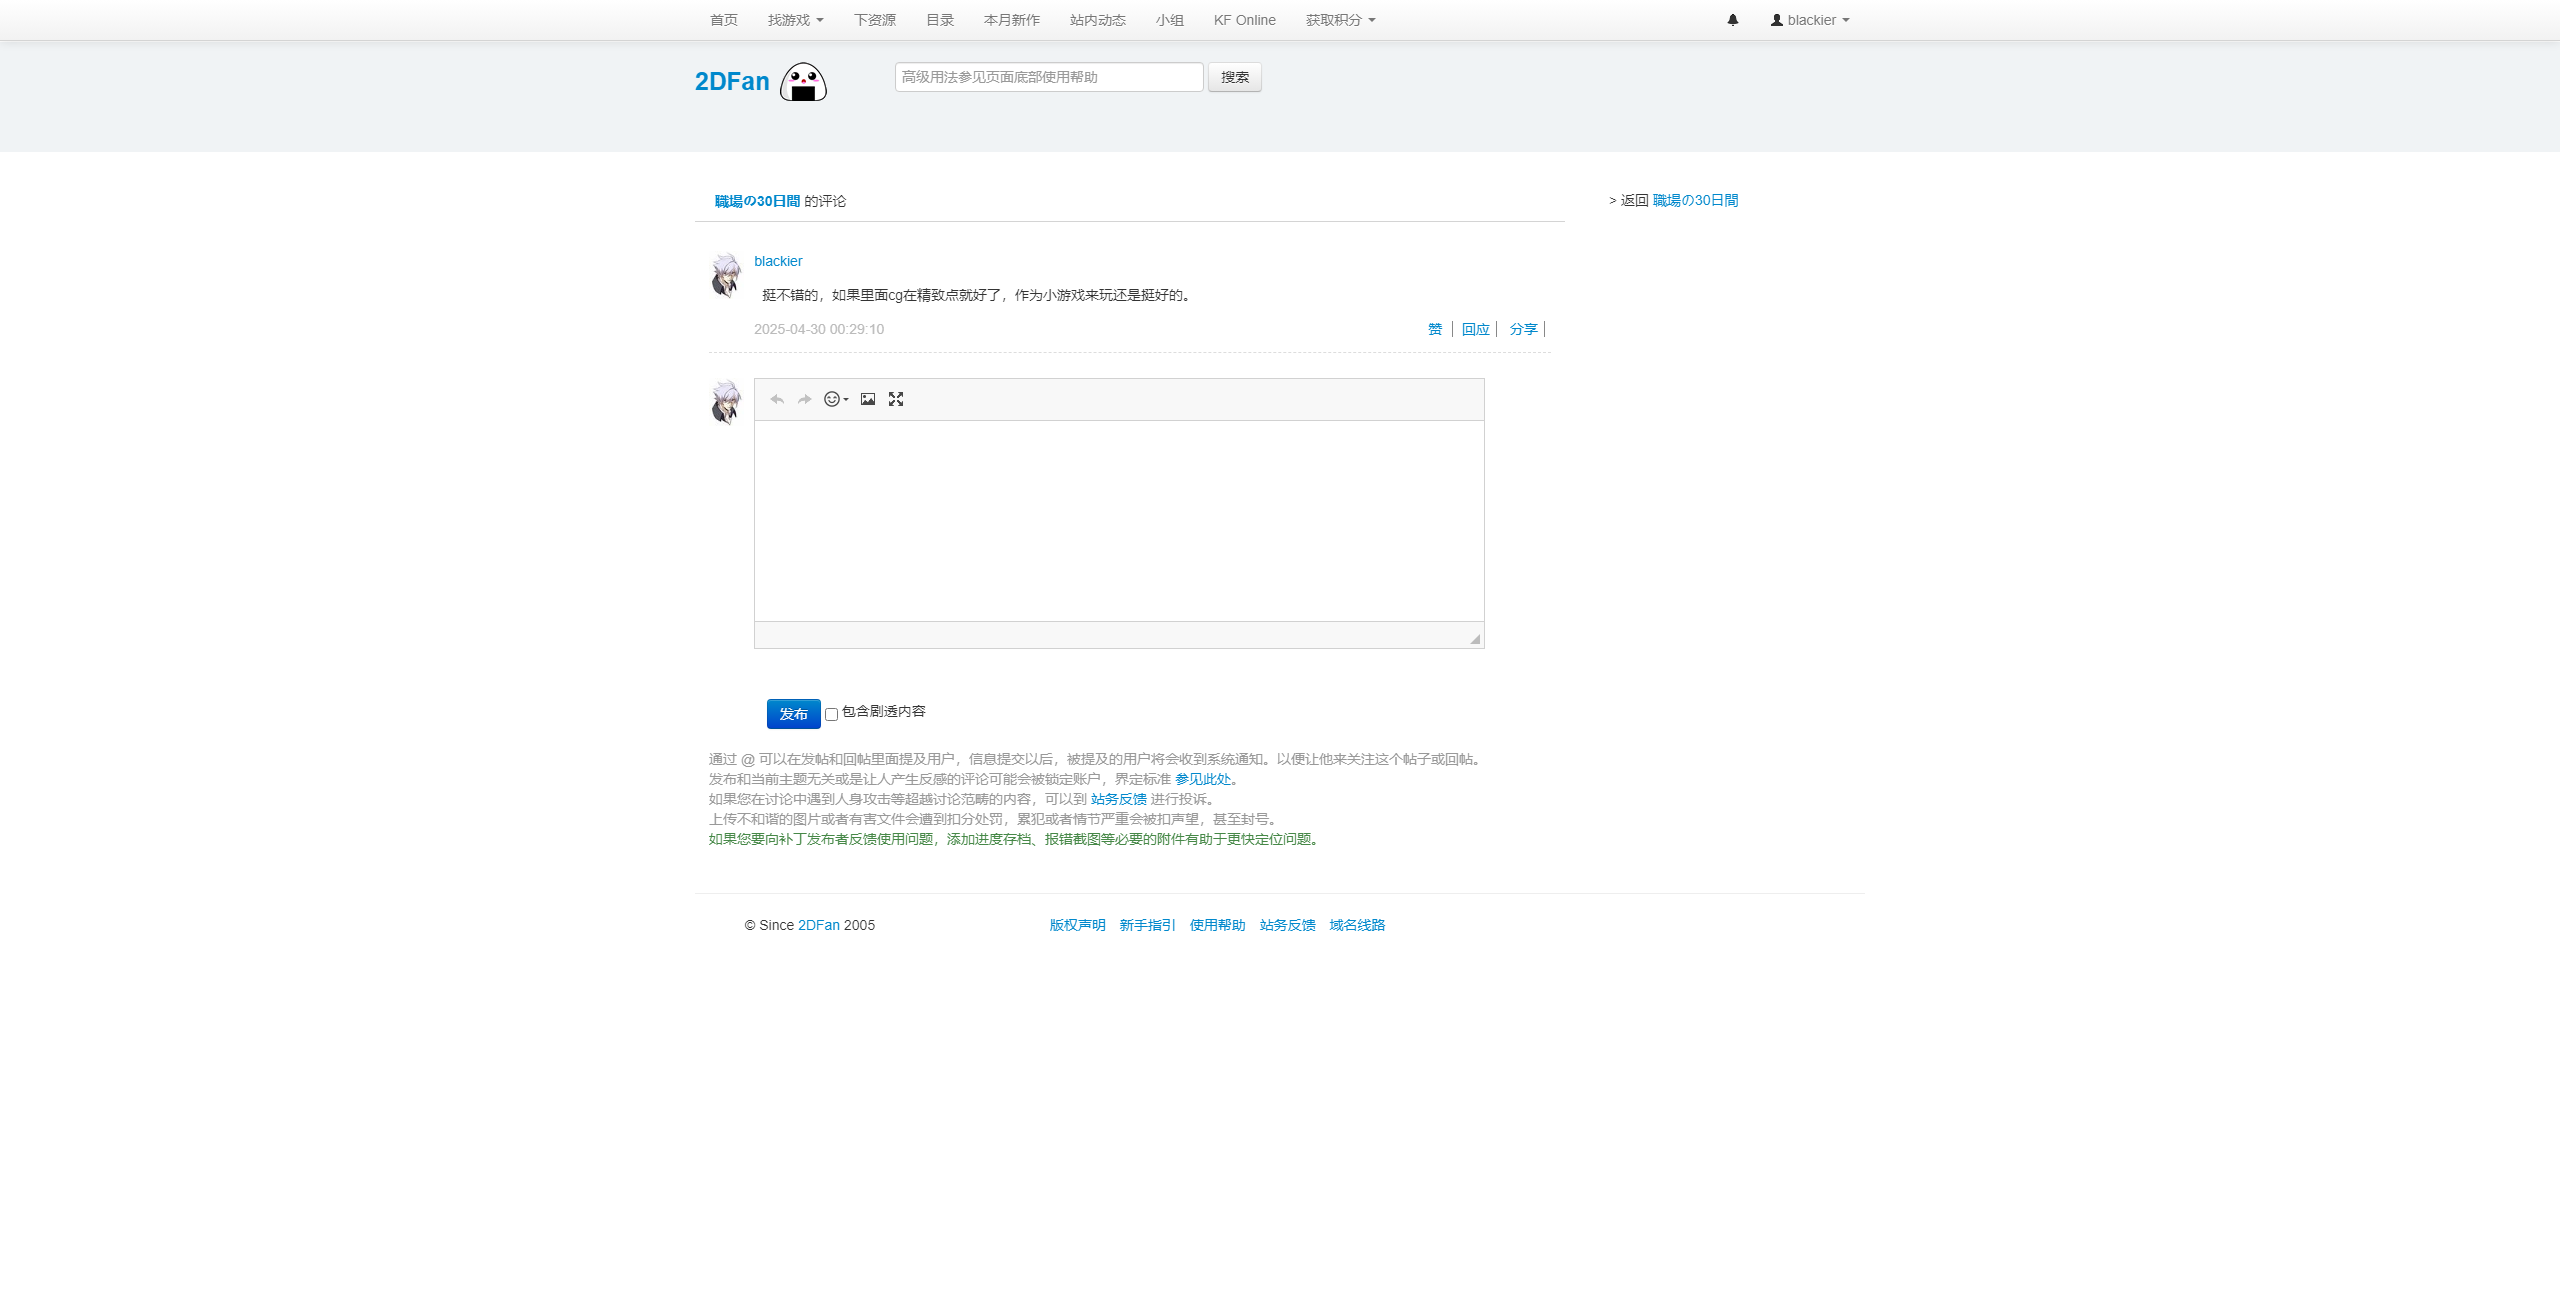 首页 找游戏 下资源 目录 本月新作 站内动态 小组 KF Online 获取积分 blackier
2DFan 高级用法参见页面底部使用帮助 搜索
職場の30日間 的评论
> 返回 職場の30日間
blackier
挺不错的，如果里面cg在精致点就好了，作为小游戏来玩还是挺好的。
2025-04-30 00:29:10 赞 回应 分享
发布 包含剧透内容
通过 @ 可以在发帖和回帖里面提及用户，信息提交以后，被提及的用户将会收到系统通知。以便让他来关注这个帖子或回帖。
发布和当前主题无关或是让人产生反感的评论可能会被锁定账户，界定标准 参见此处。
如果您在讨论中遇到人身攻击等超越讨论范畴的内容，可以到 站务反馈 进行投诉。
上传不和谐的图片或者有害文件会遭到扣分处罚，累犯或者情节严重会被扣声望，甚至封号。
如果您要向补丁发布者反馈使用问题，添加进度存档、报错截图等必要的附件有助于更快定位问题。
© Since 2DFan 2005 版权声明 新手指引 使用帮助 站务反馈 域名线路